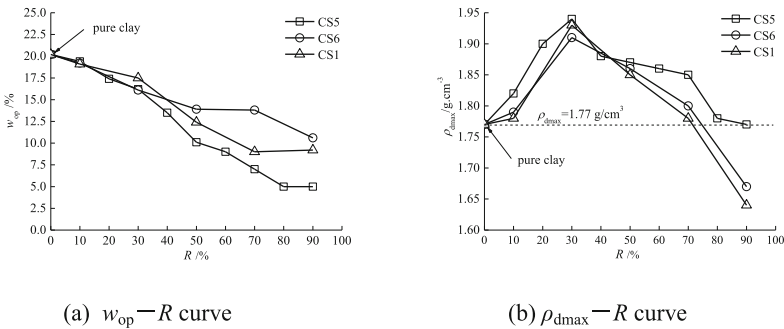 25.0
22.5
20.0
17.5
15.0
12.5
10.0
7.5
5.0
2.5
0.0
w_op /%
pure clay
CS5
CS6
CS1
0 10 20 30 40 50 60 70 80 90 100
R /%
(a) w_op—R curve
1.95
1.90
1.85
1.80
1.75
1.70
1.65
1.60
ρ_dmax/g.cm⁻³
CS5
CS6
CS1
ρ_dmax=1.77 g/cm³
pure clay
0 10 20 30 40 50 60 70 80 90 100
R /%
(b) ρ_dmax—R curve